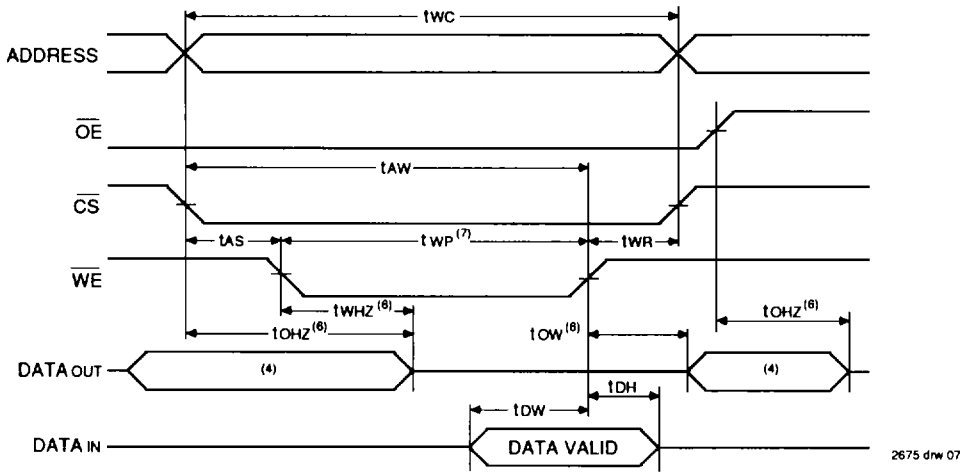 tWC
ADDRESS
OE
tAW
CS
tAS
tWP(7)
tWR
WE
tWHZ(6)
tOHZ(6)
tOW(6)
tOHZ(6)
DATA OUT
(4)
(4)
tDH
tDW
DATA IN
DATA VALID
2675 drw 07